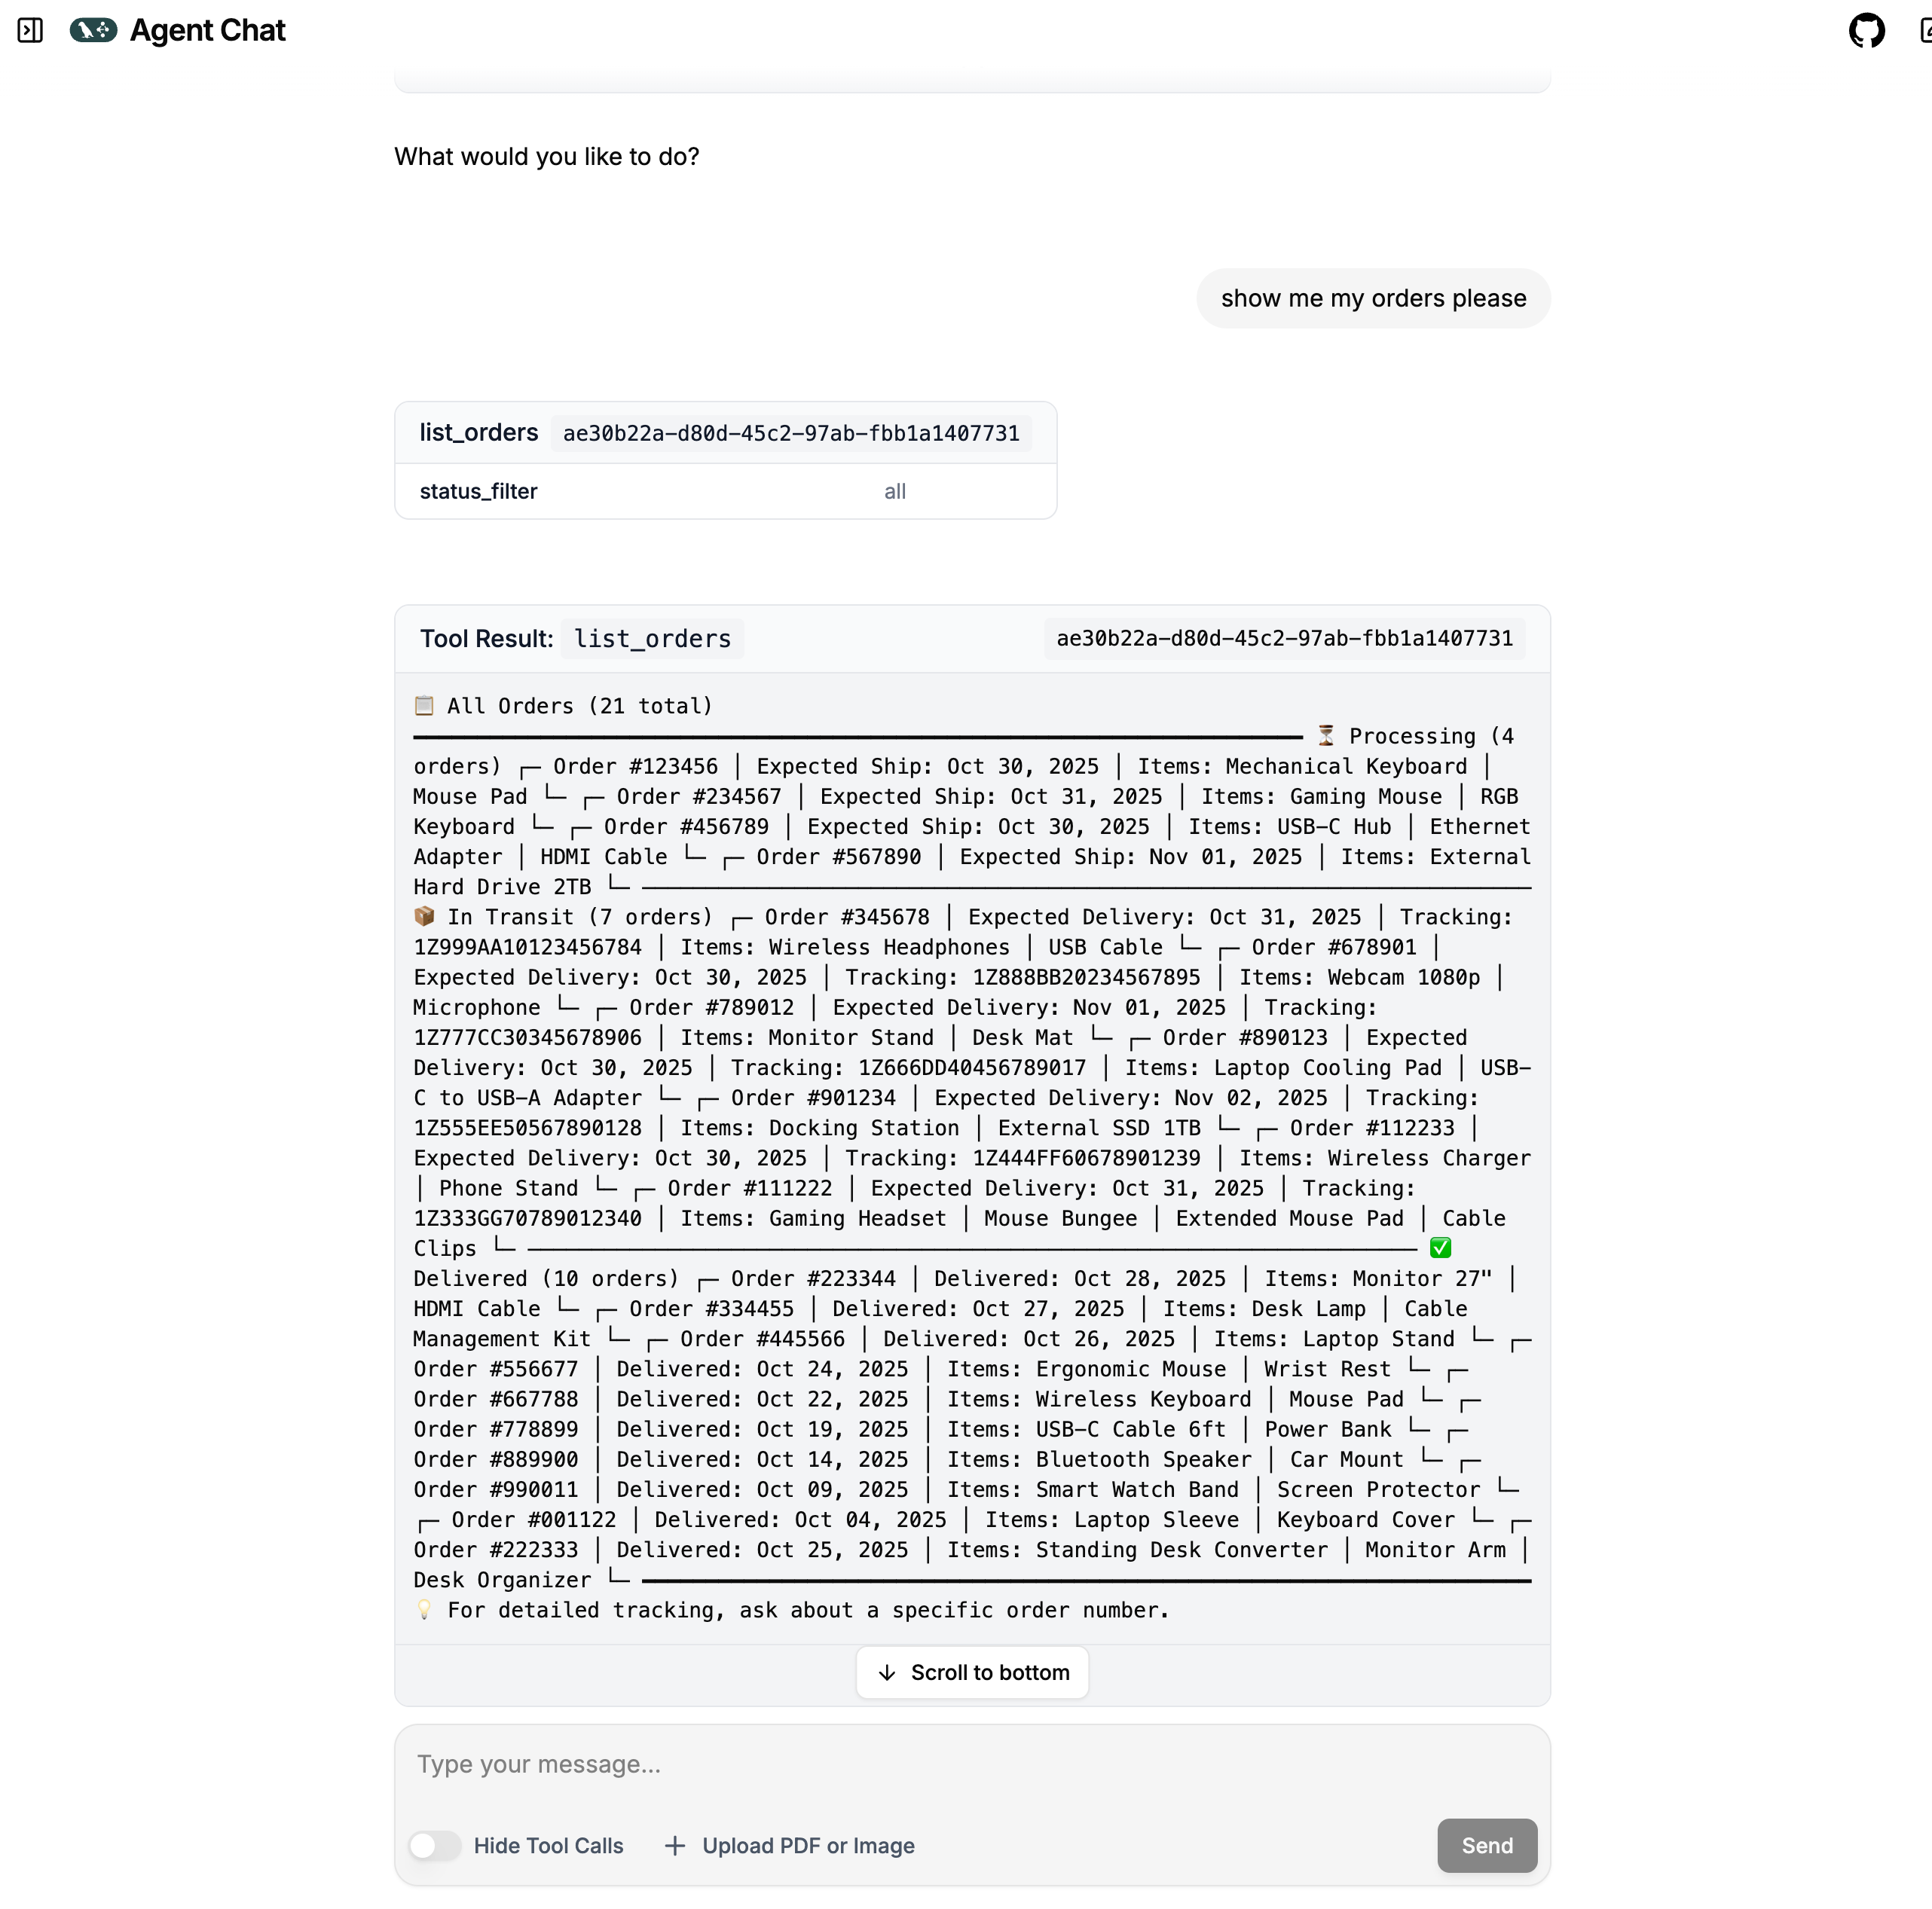 Agent Chat
What would you like to do?
show me my orders please
list_orders ae30b22a-d80d-45c2-97ab-fbb1a1407731
status_filter all
Tool Result: list_orders ae30b22a-d80d-45c2-97ab-fbb1a1407731
📋 All Orders (21 total)
━━━━━━━━━━━━━━━━━━━━━━━━━━━━━━━━━━━━━━━━━━━━━━━━━━━━━━━━━━━━━━━━━━━━━━ ⏳ Processing (4
orders) ┌─ Order #123456 │ Expected Ship: Oct 30, 2025 │ Items: Mechanical Keyboard │
Mouse Pad └─ ┌─ Order #234567 │ Expected Ship: Oct 31, 2025 │ Items: Gaming Mouse │ RGB
Keyboard └─ ┌─ Order #456789 │ Expected Ship: Oct 30, 2025 │ Items: USB-C Hub │ Ethernet
Adapter │ HDMI Cable └─ ┌─ Order #567890 │ Expected Ship: Nov 01, 2025 │ Items: External
Hard Drive 2TB └─ ──────────────────────────────────────────────────────────────────────
📦 In Transit (7 orders) ┌─ Order #345678 │ Expected Delivery: Oct 31, 2025 │ Tracking:
1Z999AA10123456784 │ Items: Wireless Headphones │ USB Cable └─ ┌─ Order #678901 │
Expected Delivery: Oct 30, 2025 │ Tracking: 1Z888BB20234567895 │ Items: Webcam 1080p │
Microphone └─ ┌─ Order #789012 │ Expected Delivery: Nov 01, 2025 │ Tracking:
1Z777CC30345678906 │ Items: Monitor Stand │ Desk Mat └─ ┌─ Order #890123 │ Expected
Delivery: Oct 30, 2025 │ Tracking: 1Z666DD40456789017 │ Items: Laptop Cooling Pad │ USB-
C to USB-A Adapter └─ ┌─ Order #901234 │ Expected Delivery: Nov 02, 2025 │ Tracking:
1Z555EE50567890128 │ Items: Docking Station │ External SSD 1TB └─ ┌─ Order #112233 │
Expected Delivery: Oct 30, 2025 │ Tracking: 1Z444FF60678901239 │ Items: Wireless Charger
│ Phone Stand └─ ┌─ Order #111222 │ Expected Delivery: Oct 31, 2025 │ Tracking:
1Z333GG70789012340 │ Items: Gaming Headset │ Mouse Bungee │ Extended Mouse Pad │ Cable
Clips └─ ────────────────────────────────────────────────────────────────────── ✅
Delivered (10 orders) ┌─ Order #223344 │ Delivered: Oct 28, 2025 │ Items: Monitor 27" │
HDMI Cable └─ ┌─ Order #334455 │ Delivered: Oct 27, 2025 │ Items: Desk Lamp │ Cable
Management Kit └─ ┌─ Order #445566 │ Delivered: Oct 26, 2025 │ Items: Laptop Stand └─ ┌─
Order #556677 │ Delivered: Oct 24, 2025 │ Items: Ergonomic Mouse │ Wrist Rest └─ ┌─
Order #667788 │ Delivered: Oct 22, 2025 │ Items: Wireless Keyboard │ Mouse Pad └─ ┌─
Order #778899 │ Delivered: Oct 19, 2025 │ Items: USB-C Cable 6ft │ Power Bank └─ ┌─
Order #889900 │ Delivered: Oct 14, 2025 │ Items: Bluetooth Speaker │ Car Mount └─ ┌─
Order #990011 │ Delivered: Oct 09, 2025 │ Items: Smart Watch Band │ Screen Protector └─
┌─ Order #001122 │ Delivered: Oct 04, 2025 │ Items: Laptop Sleeve │ Keyboard Cover └─ ┌─
Order #222333 │ Delivered: Oct 25, 2025 │ Items: Standing Desk Converter │ Monitor Arm │
Desk Organizer └─ ━━━━━━━━━━━━━━━━━━━━━━━━━━━━━━━━━━━━━━━━━━━━━━━━━━━━━━━━━━━━━━━━━━━━━━
💡 For detailed tracking, ask about a specific order number.
Scroll to bottom
Type your message...
Hide Tool Calls Upload PDF or Image Send